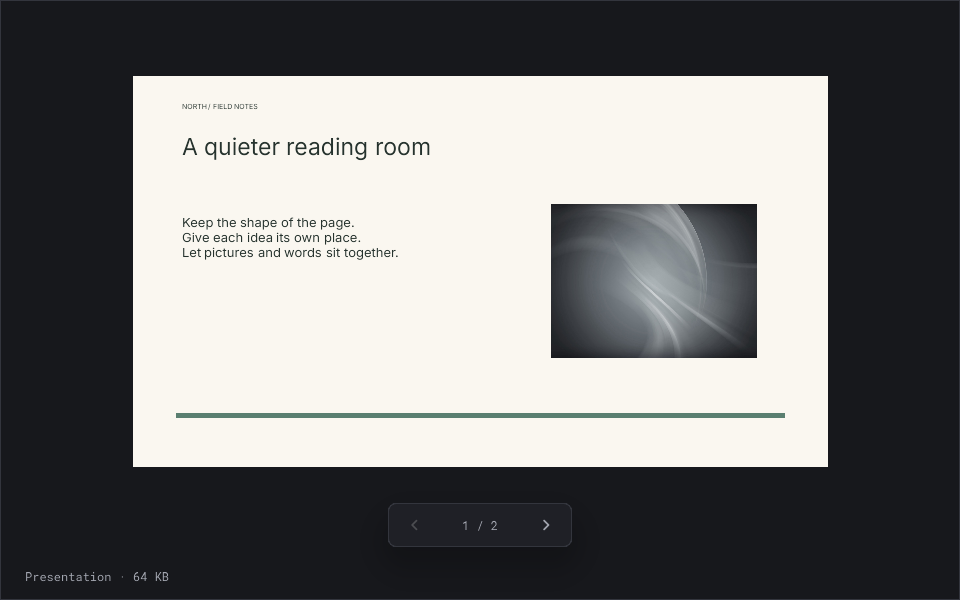 NORTH / FIELD NOTES
A quieter reading room
Keep the shape of the page.
Give each idea its own place.
Let pictures and words sit together.
1 / 2
Presentation · 64 KB